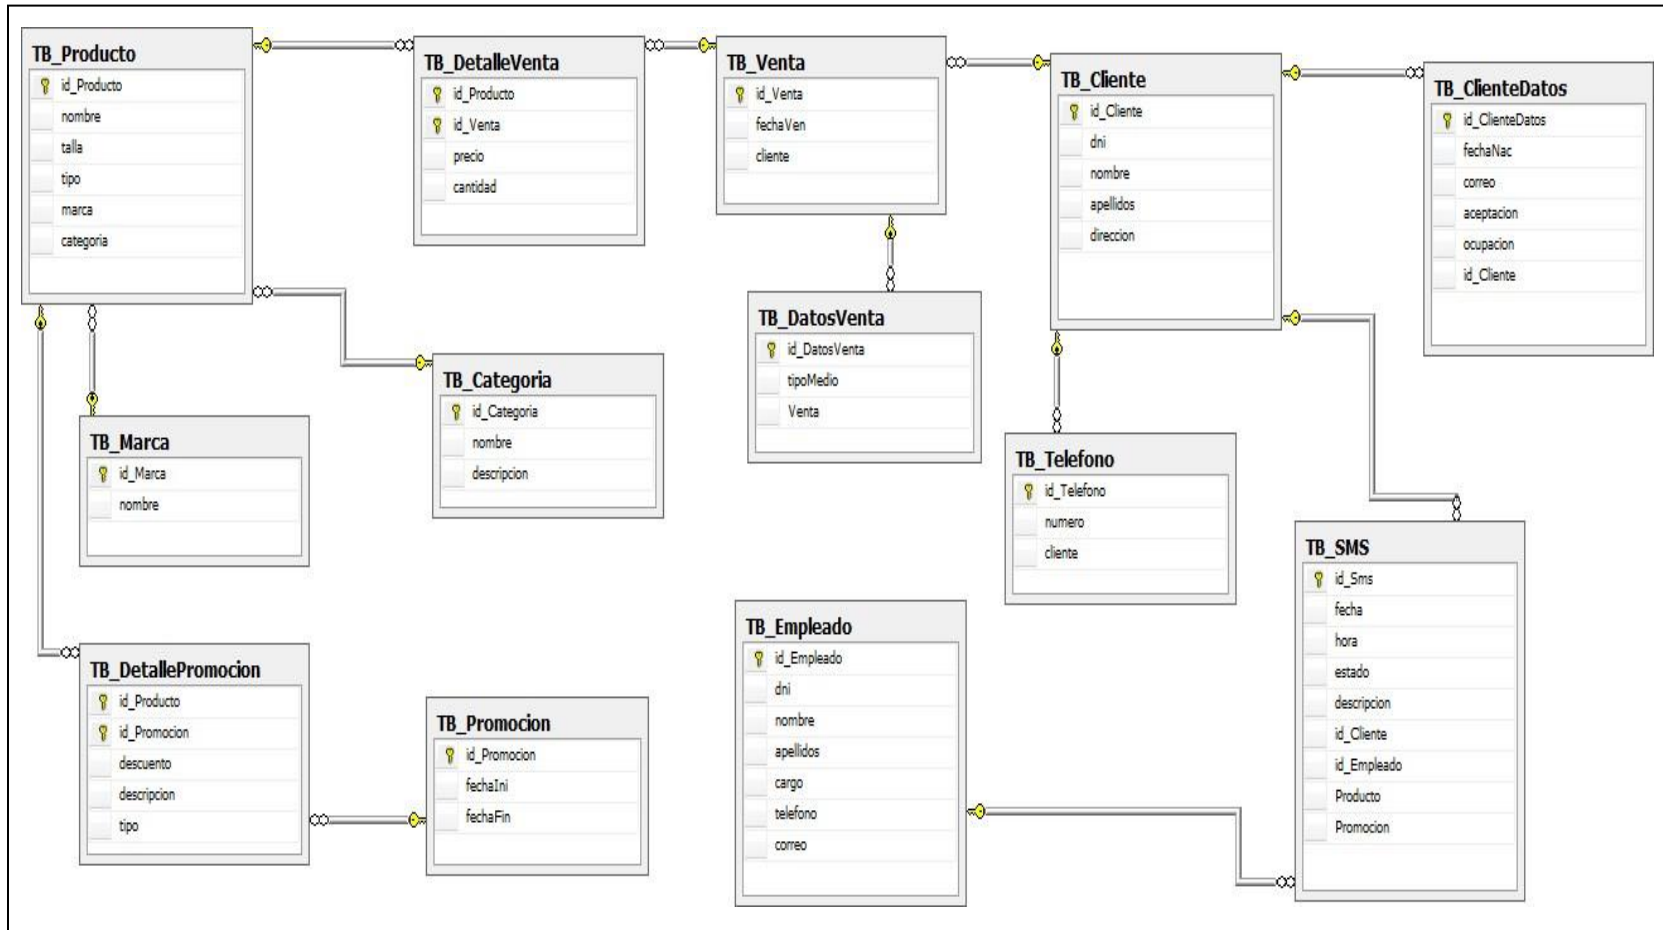 TB_Producto
id_Producto
nombre
talla
tipo
marca
categoria
TB_DetalleVenta
id_Producto
id_Venta
precio
cantidad
TB_Venta
id_Venta
fechaVen
cliente
TB_Cliente
id_Cliente
dni
nombre
apellidos
direccion
TB_ClienteDatos
id_ClienteDatos
fechaNac
correo
aceptacion
ocupacion
id_Cliente
TB_DatosVenta
id_DatosVenta
tipoMedio
Venta
TB_Categoria
id_Categoria
nombre
descripcion
TB_Marca
id_Marca
nombre
TB_Telefono
id_Telefono
numero
cliente
TB_SMS
id_Sms
fecha
hora
estado
descripcion
id_Cliente
id_Empleado
Producto
Promocion
TB_Empleado
id_Empleado
dni
nombre
apellidos
cargo
telefono
correo
TB_DetallePromocion
id_Producto
id_Promocion
descuento
descripcion
tipo
TB_Promocion
id_Promocion
fechaIni
fechaFin